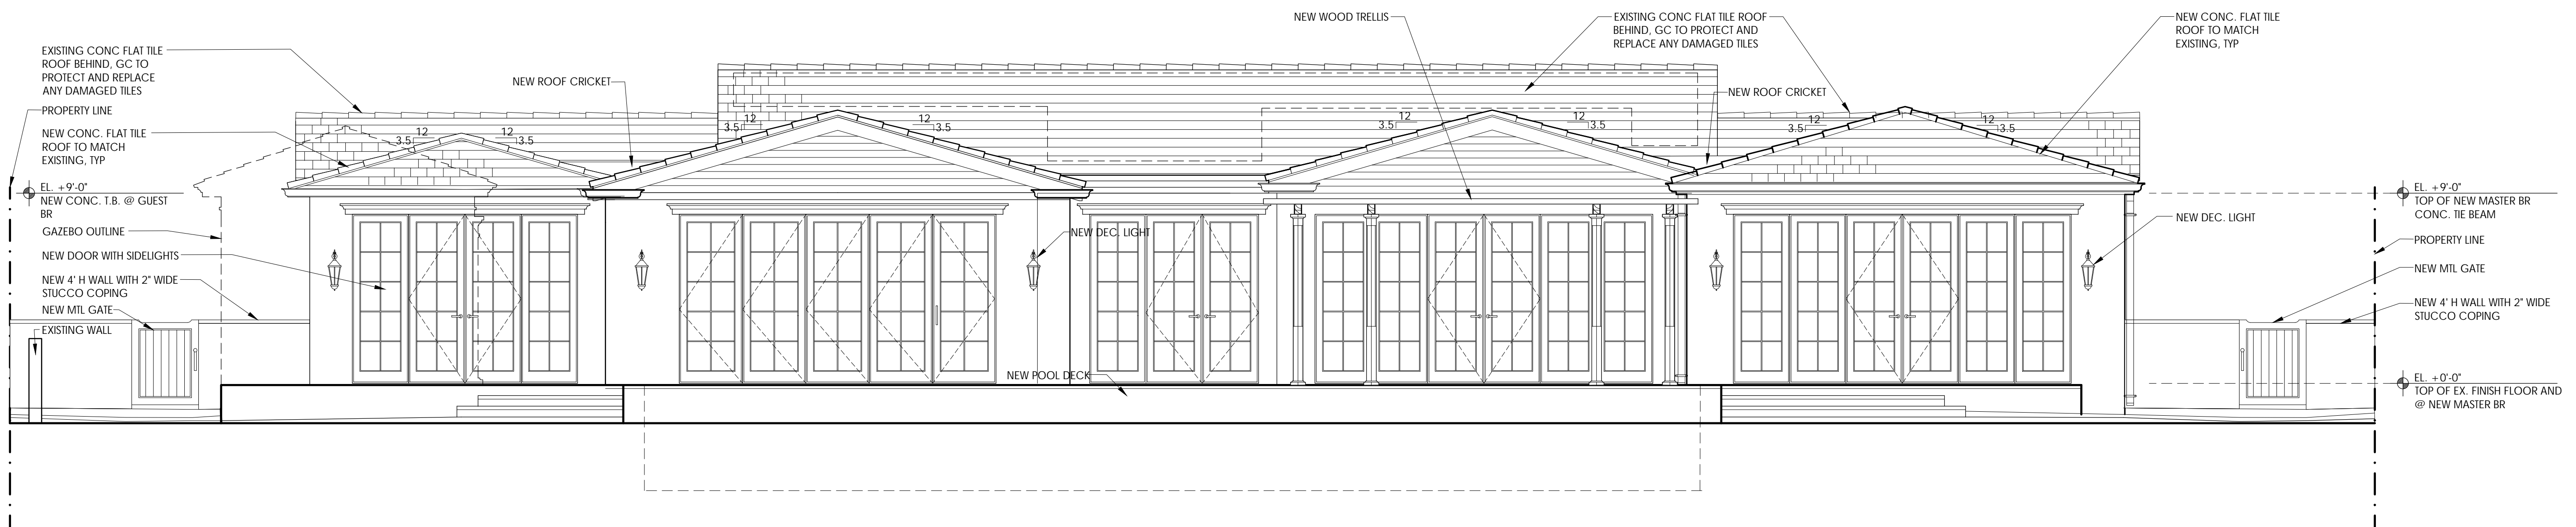 EXISTING CONC FLAT TILE
ROOF BEHIND, GC TO
PROTECT AND REPLACE
ANY DAMAGED TILES
PROPERTY LINE
NEW CONC. FLAT TILE
ROOF TO MATCH
EXISTING, TYP
EL. +9'-0"
NEW CONC. T.B. @ GUEST
BR
GAZEBO OUTLINE
NEW DOOR WITH SIDELIGHTS
NEW 4' H WALL WITH 2" WIDE
STUCCO COPING
NEW MTL GATE
EXISTING WALL
NEW ROOF CRICKET
12
3.5
12
3.5
12
3.5
12
3.5
NEW DEC. LIGHT
NEW POOL DECK
NEW WOOD TRELLIS
EXISTING CONC FLAT TILE ROOF
BEHIND, GC TO PROTECT AND
REPLACE ANY DAMAGED TILES
NEW ROOF CRICKET
12
3.5
12
3.5
12
3.5
12
3.5
NEW CONC. FLAT TILE
ROOF TO MATCH
EXISTING, TYP
EL. +9'-0"
TOP OF NEW MASTER BR
CONC. TIE BEAM
NEW DEC. LIGHT
PROPERTY LINE
NEW MTL GATE
NEW 4' H WALL WITH 2" WIDE
STUCCO COPING
EL. +0'-0"
TOP OF EX. FINISH FLOOR AND
@ NEW MASTER BR